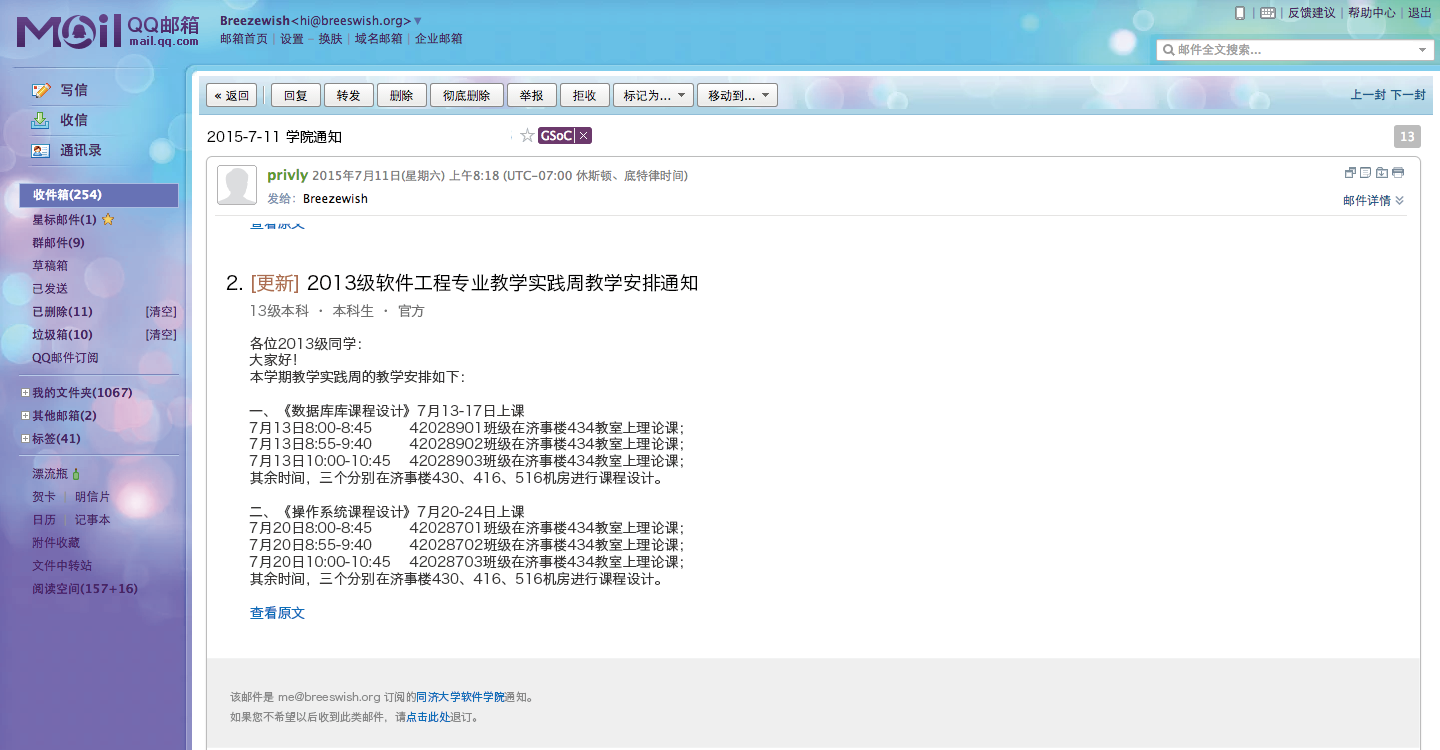 Mail QQ邮箱
mail.qq.com
Breezewish<hi@breeswish.org>
邮箱首页 | 设置 - 换肤 | 域名邮箱 | 企业邮箱
反馈建议 | 帮助中心 | 退出
邮件全文搜索...
写信
收信
通讯录
收件箱(254)
星标邮件(1)
群邮件(9)
草稿箱
已发送
已删除(11) [清空]
垃圾箱(10) [清空]
QQ邮件订阅
我的文件夹(1067)
其他邮箱(2)
标签(41)
漂流瓶
贺卡 | 明信片
日历 | 记事本
附件收藏
文件中转站
阅读空间(157+16)
« 返回 回复 转发 删除 彻底删除 举报 拒收 标记为... 移动到...
上一封 下一封
2015-7-11 学院通知 GSoC
13
privly 2015年7月11日(星期六) 上午8:18 (UTC-07:00 休斯顿、底特律时间)
发给: Breezewish
邮件详情
查看原文
2. [更新] 2013级软件工程专业教学实践周教学安排通知
13级本科 · 本科生 · 官方
各位2013级同学:
大家好!
本学期教学实践周的教学安排如下:
一、《数据库库课程设计》7月13-17日上课
7月13日8:00-8:45 42028901班级在济事楼434教室上理论课;
7月13日8:55-9:40 42028902班级在济事楼434教室上理论课;
7月13日10:00-10:45 42028903班级在济事楼434教室上理论课;
其余时间，三个分别在济事楼430、416、516机房进行课程设计。
二、《操作系统课程设计》7月20-24日上课
7月20日8:00-8:45 42028701班级在济事楼434教室上理论课;
7月20日8:55-9:40 42028702班级在济事楼434教室上理论课;
7月20日10:00-10:45 42028703班级在济事楼434教室上理论课;
其余时间，三个分别在济事楼430、416、516机房进行课程设计。
查看原文
该邮件是 me@breeswish.org 订阅的同济大学软件学院通知。
如果您不希望以后收到此类邮件，请点击此处退订。